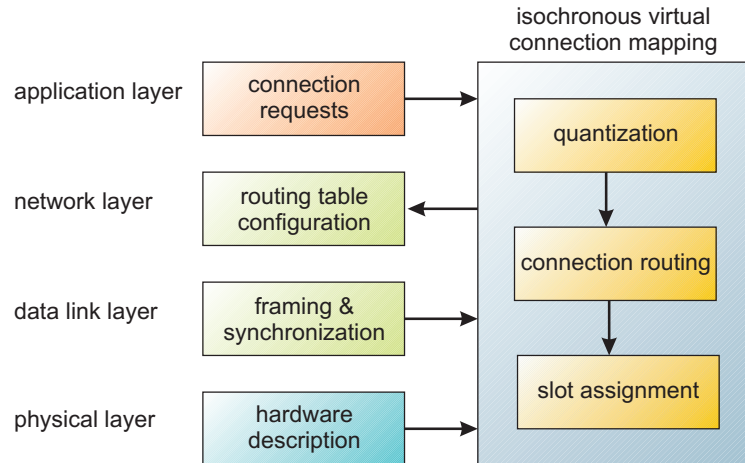 isochronous virtual
connection mapping
application layer
connection
requests
quantization
network layer
routing table
configuration
connection routing
data link layer
framing &
synchronization
slot assignment
physical layer
hardware
description